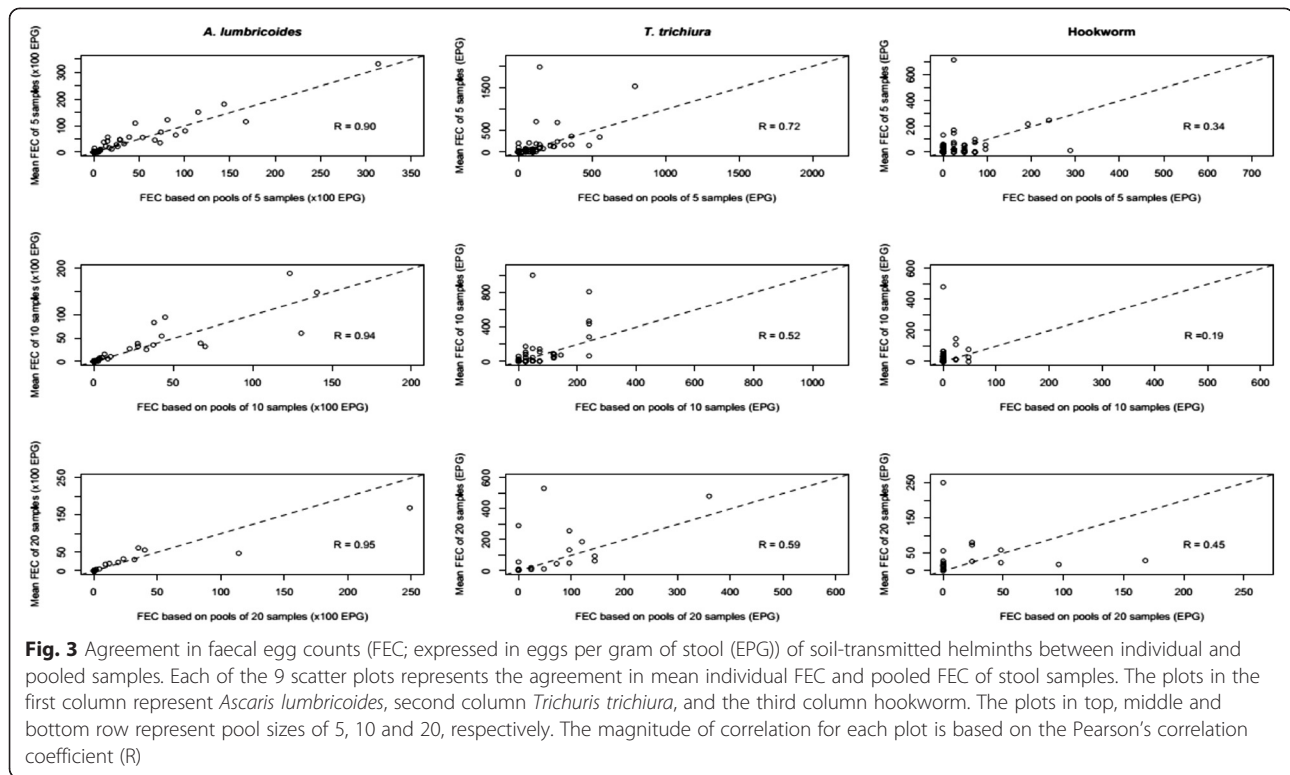 A. lumbricoides
T. trichiura
Hookworm
Mean FEC of 5 samples (x100 EPG)
0 50 100 200 300
R = 0.90
0 50 100 150 200 250 300 350
FEC based on pools of 5 samples (x100 EPG)
Mean FEC of 5 samples (EPG)
0 500 1500
R = 0.72
0 500 1000 1500 2000
FEC based on pools of 5 samples (EPG)
Mean FEC of 5 samples (EPG)
0 200 400 600
R = 0.34
0 100 200 300 400 500 600 700
FEC based on pools of 5 samples (EPG)
Mean FEC of 10 samples (x100 EPG)
0 50 100 150 200
R = 0.94
0 50 100 150 200
FEC based on pools of 10 samples (x100 EPG)
Mean FEC of 10 samples (EPG)
0 200 400 800
R = 0.52
0 200 400 600 800 1000
FEC based on pools of 10 samples (EPG)
Mean FEC of 10 samples (EPG)
0 100 200 300 400 500 600
R =0.19
0 100 200 300 400 500 600
FEC based on pools of 10 samples (EPG)
Mean FEC of 20 samples (x100 EPG)
0 50 100 150 200 250
R = 0.95
0 50 100 150 200 250
FEC based on pools of 20 samples (x100 EPG)
Mean FEC of 20 samples (EPG)
0 200 400 600
R = 0.59
0 100 200 300 400 500 600
FEC based on pools of 20 samples (EPG)
Mean FEC of 20 samples (EPG)
0 50 100 150 200 250
R = 0.45
0 50 100 150 200 250
FEC based on pools of 20 samples (EPG)
Fig. 3 Agreement in faecal egg counts (FEC; expressed in eggs per gram of stool (EPG)) of soil-transmitted helminths between individual and
pooled samples. Each of the 9 scatter plots represents the agreement in mean individual FEC and pooled FEC of stool samples. The plots in the
first column represent Ascaris lumbricoides, second column Trichuris trichiura, and the third column hookworm. The plots in top, middle and
bottom row represent pool sizes of 5, 10 and 20, respectively. The magnitude of correlation for each plot is based on the Pearson's correlation
coefficient (R)